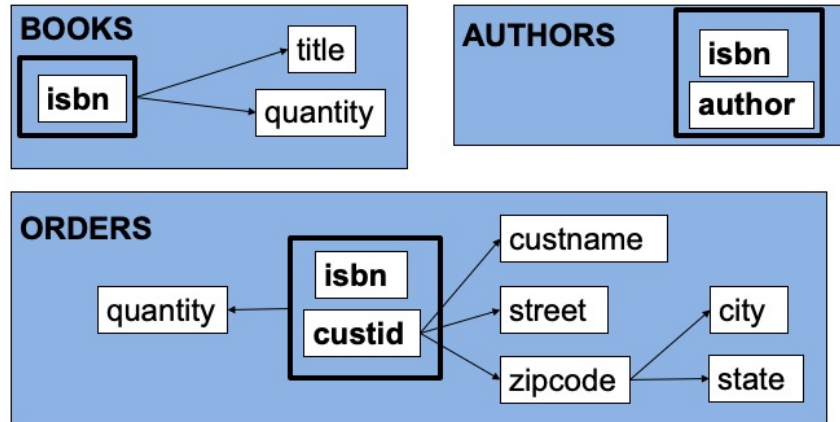 BOOKS
isbn
title
quantity
AUTHORS
isbn
author
ORDERS
quantity
isbn
custid
custname
street
zipcode
city
state